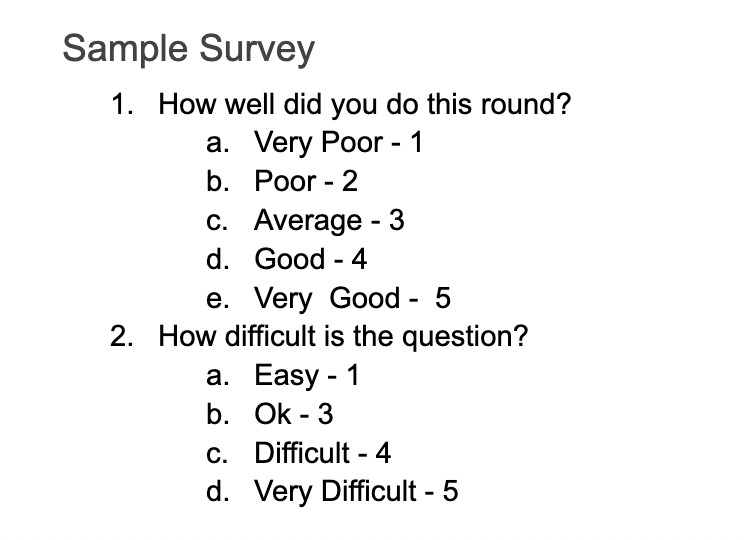 Sample Survey
1. How well did you do this round?
a. Very Poor - 1
b. Poor - 2
c. Average - 3
d. Good - 4
e. Very  Good -  5
2. How difficult is the question?
a. Easy - 1
b. Ok - 3
c. Difficult - 4
d. Very Difficult - 5